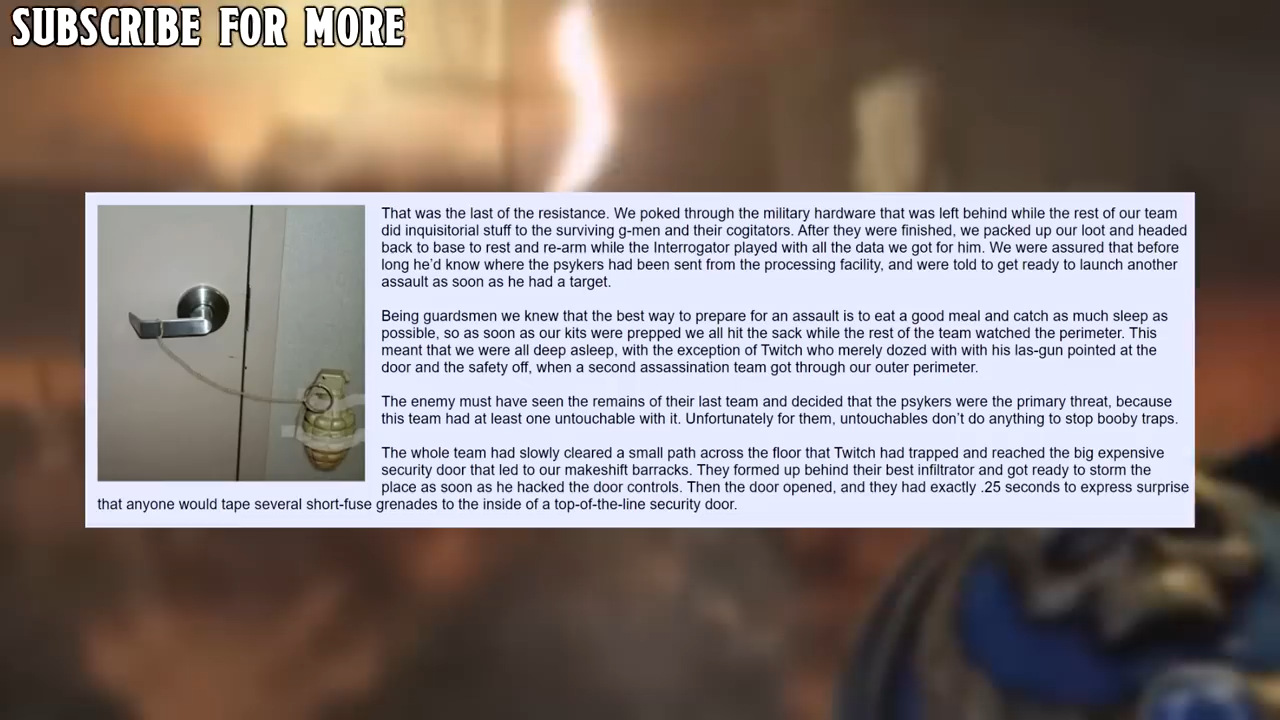 SUBSCRIBE FOR MORE
That was the last of the resistance. We poked through the military hardware that was left behind while the rest of our team
did inquisitorial stuff to the surviving g-men and their cogitators. After they were finished, we packed up our loot and headed
back to base to rest and re-arm while the Interrogator played with all the data we got for him. We were assured that before
long he'd know where the psykers had been sent from the processing facility, and were told to get ready to launch another
assault as soon as he had a target.
Being guardsmen we knew that the best way to prepare for an assault is to eat a good meal and catch as much sleep as
possible, so as soon as our kits were prepped we all hit the sack while the rest of the team watched the perimeter. This
meant that we were all deep asleep, with the exception of Twitch who merely dozed with with his las-gun pointed at the
door and the safety off, when a second assassination team got through our outer perimeter.
The enemy must have seen the remains of their last team and decided that the psykers were the primary threat, because
this team had at least one untouchable with it. Unfortunately for them, untouchables don't do anything to stop booby traps.
The whole team had slowly cleared a small path across the floor that Twitch had trapped and reached the big expensive
security door that led to our makeshift barracks. They formed up behind their best infiltrator and got ready to storm the
place as soon as he hacked the door controls. Then the door opened, and they had exactly .25 seconds to express surprise
that anyone would tape several short-fuse grenades to the inside of a top-of-the-line security door.